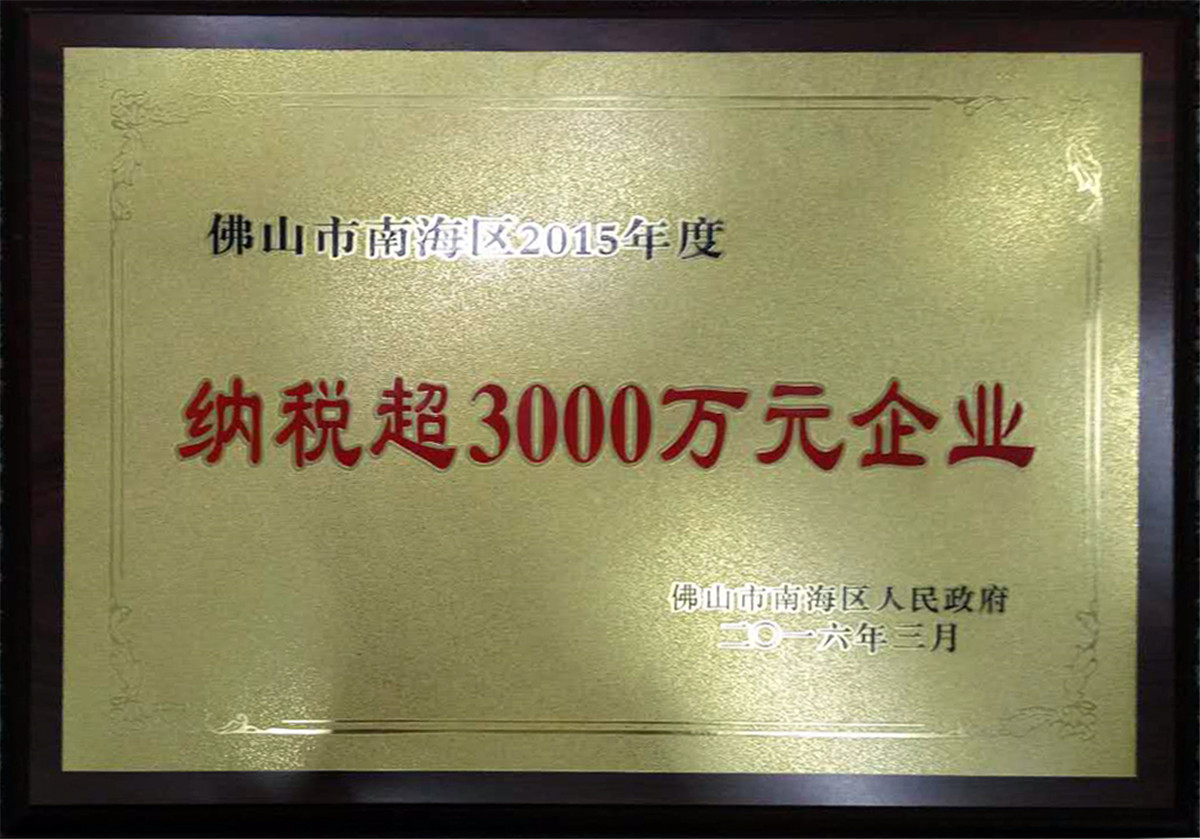 佛山市南海区2015年度
纳税超3000万元企业
佛山市南海区人民政府
二〇一六年三月